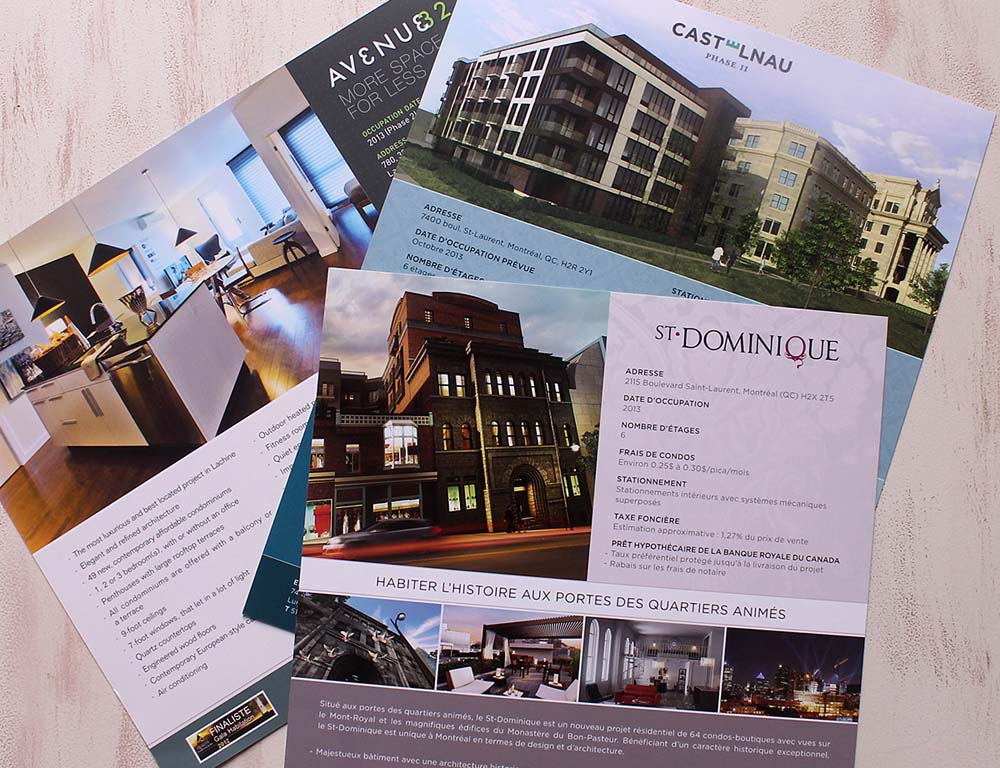 AVENUE 32
MORE SPACE
FOR LESS
OCCUPATION DATE
2013 (Phase 2)
ADDRESS
780, 
CASTELNAU
PHASE II
ADRESSE
7400 boul. St-Laurent, Montréal, QC, H2R 2Y1
DATE D'OCCUPATION PRÉVUE
Octobre 2013
NOMBRE D'ÉTAGES
6 étages
- The most luxurious and best located project in Lachine
- Elegant and refined architecture
- 49 new, contemporary affordable condominiums
- 1, 2 or 3 bedroom(s), with or without an office
- Penthouses with large rooftop terraces
- All condominiums are offered with a balcony or
a terrace
- 9-foot ceilings
- 7-foot windows, that let in a lot of light
- Quartz countertops
- Engineered wood floors
- Contemporary European-style
- Air conditioning
- Outdoor heated
- Fitness room
- Quiet
FINALISTE
Gala Habitation
2012
ST·DOMINIQUE
ADRESSE
2115 Boulevard Saint-Laurent, Montréal (QC) H2X 2T5
DATE D'OCCUPATION
2013
NOMBRE D'ÉTAGES
6
FRAIS DE CONDOS
Environ 0.25$ à 0.30$/pica/mois
STATIONNEMENT
Stationnements intérieurs avec systèmes mécaniques
superposés
TAXE FONCIÈRE
Estimation approximative : 1,27% du prix de vente
PRÊT HYPOTHÉCAIRE DE LA BANQUE ROYALE DU CANADA
- Taux préférentiel protégé jusqu'à la livraison du projet
- Rabais sur les frais de notaire
HABITER L'HISTOIRE AUX PORTES DES QUARTIERS ANIMÉS
Situé aux portes des quartiers animés, le St-Dominique est un nouveau projet résidentiel de 64 condos-boutiques avec vues sur
le Mont-Royal et les magnifiques édifices du Monastère du Bon-Pasteur. Bénéficiant d'un caractère historique exceptionnel,
le St-Dominique est unique à Montréal en termes de design et d'architecture.
- Majestueux bâtiment avec une architecture